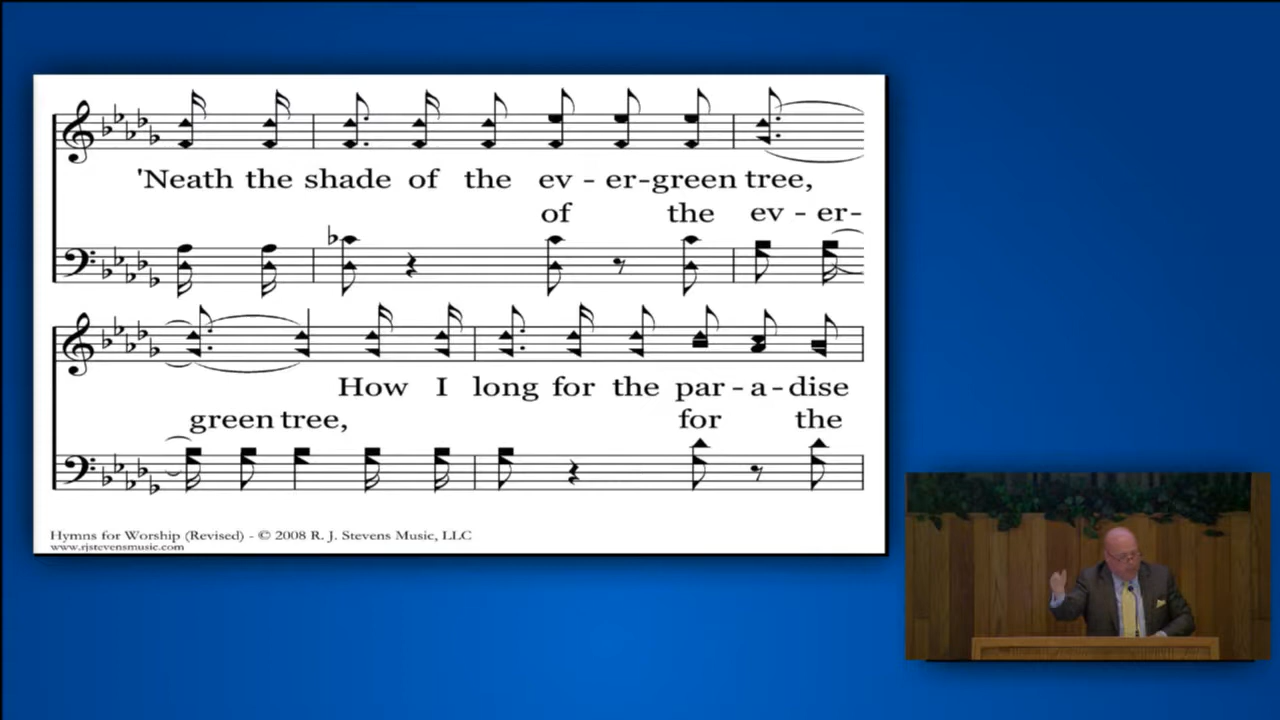 'Neath the shade of the ev - er-green tree,
of the ev - er-
How I long for the par - a - dise
green tree, for the
Hymns for Worship (Revised) - © 2008 R. J. Stevens Music, LLC
www.rjstevensmusic.com